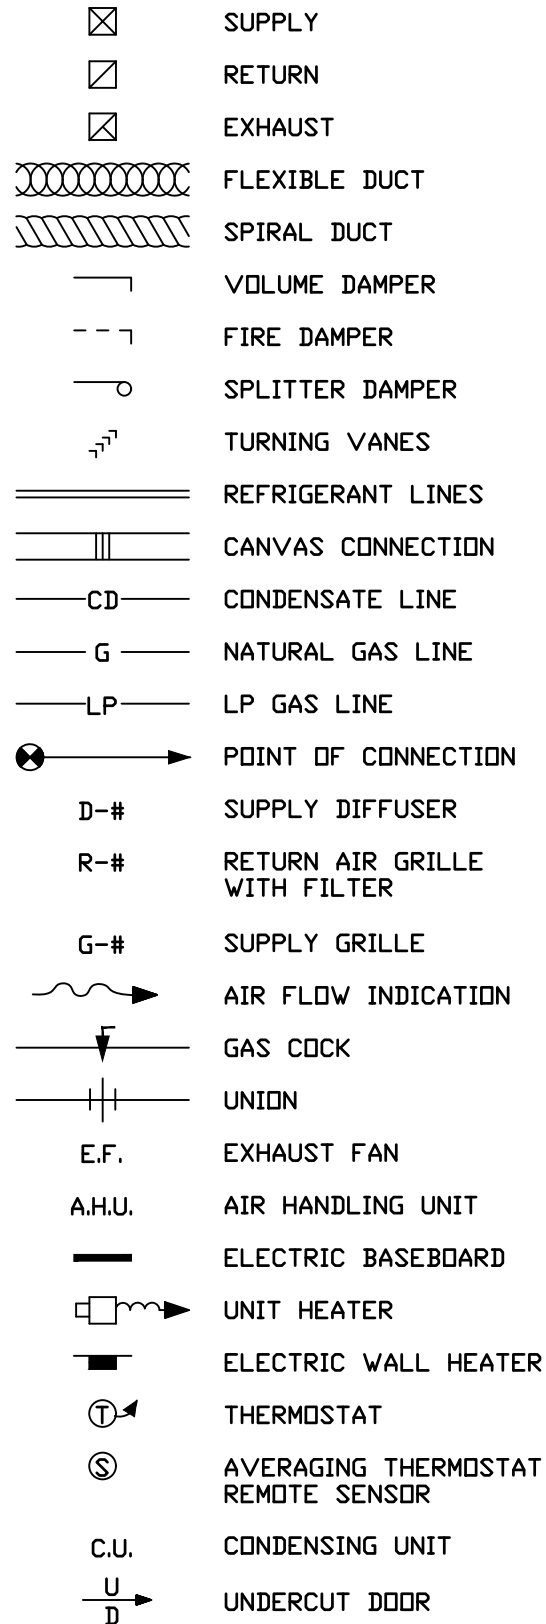 SUPPLY
RETURN
EXHAUST
FLEXIBLE DUCT
SPIRAL DUCT
VOLUME DAMPER
FIRE DAMPER
SPLITTER DAMPER
TURNING VANES
REFRIGERANT LINES
CANVAS CONNECTION
CD CONDENSATE LINE
G NATURAL GAS LINE
LP LP GAS LINE
POINT OF CONNECTION
D-# SUPPLY DIFFUSER
R-# RETURN AIR GRILLE
WITH FILTER
G-# SUPPLY GRILLE
AIR FLOW INDICATION
GAS COCK
UNION
E.F. EXHAUST FAN
A.H.U. AIR HANDLING UNIT
ELECTRIC BASEBOARD
UNIT HEATER
ELECTRIC WALL HEATER
T THERMOSTAT
S AVERAGING THERMOSTAT
REMOTE SENSOR
C.U. CONDENSING UNIT
U
D UNDERCUT DOOR